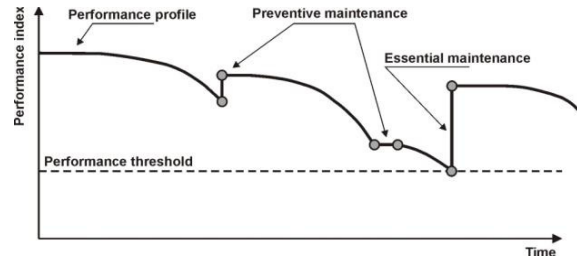 Performance index
Performance profile
Preventive maintenance
Essential maintenance
Performance threshold
Time